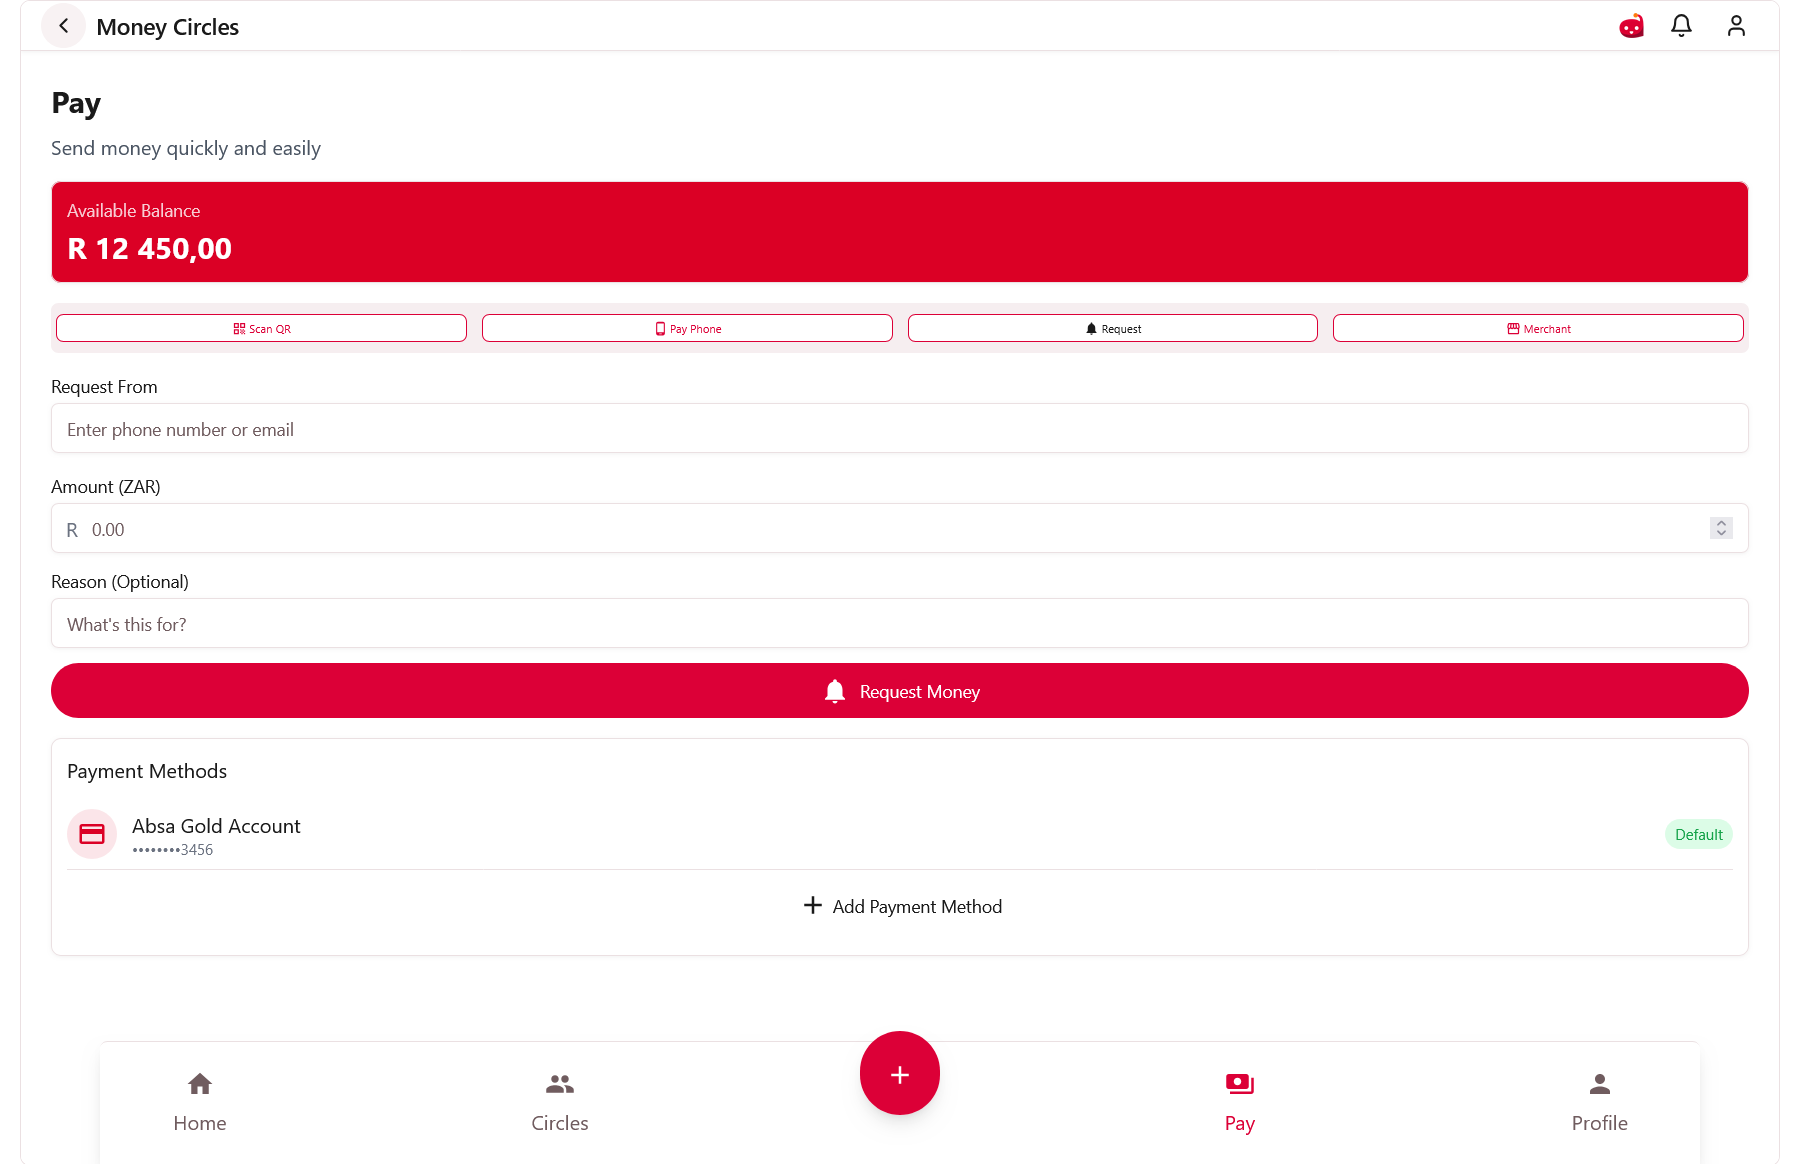 Money Circles
Pay
Send money quickly and easily
Available Balance
R 12 450,00
Scan QR
Pay Phone
Request
Merchant
Request From
Enter phone number or email
Amount (ZAR)
R 0.00
Reason (Optional)
What's this for?
Request Money
Payment Methods
Absa Gold Account
••••••••3456
Default
Add Payment Method
Home
Circles
Pay
Profile